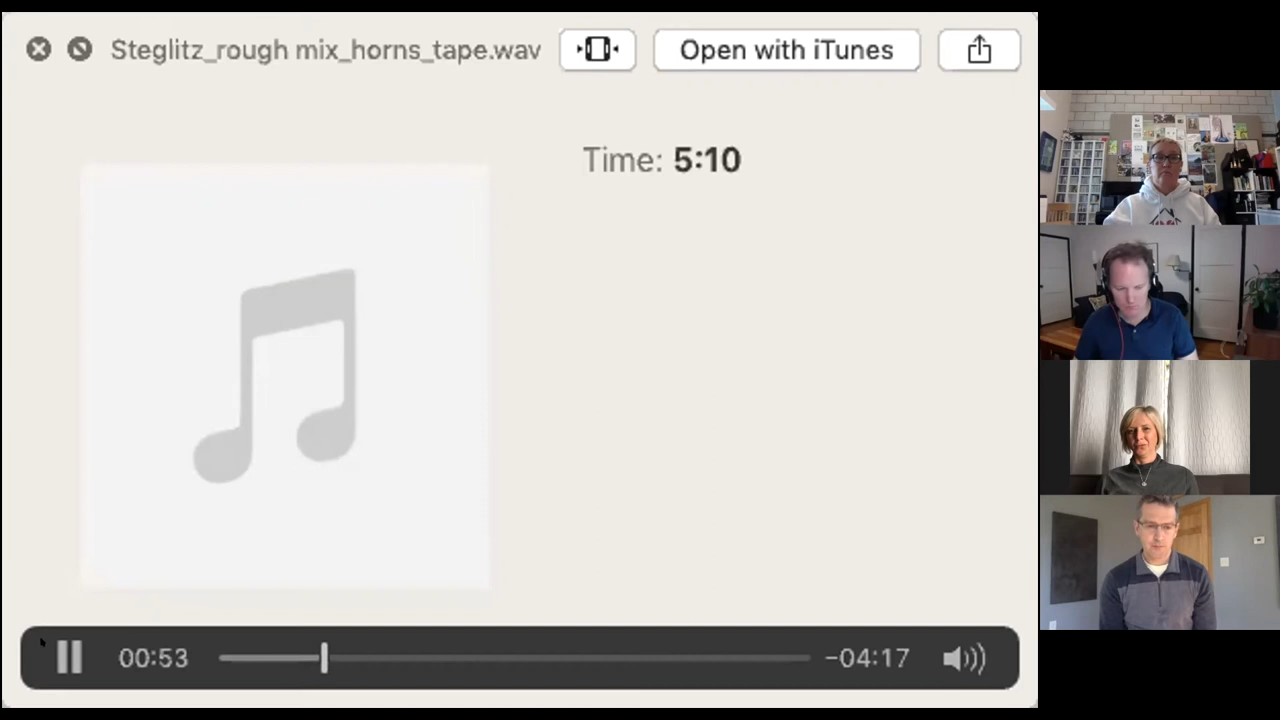 Steglitz_rough mix_horns_tape.wav
Open with iTunes
Time: 5:10
00:53
-04:17